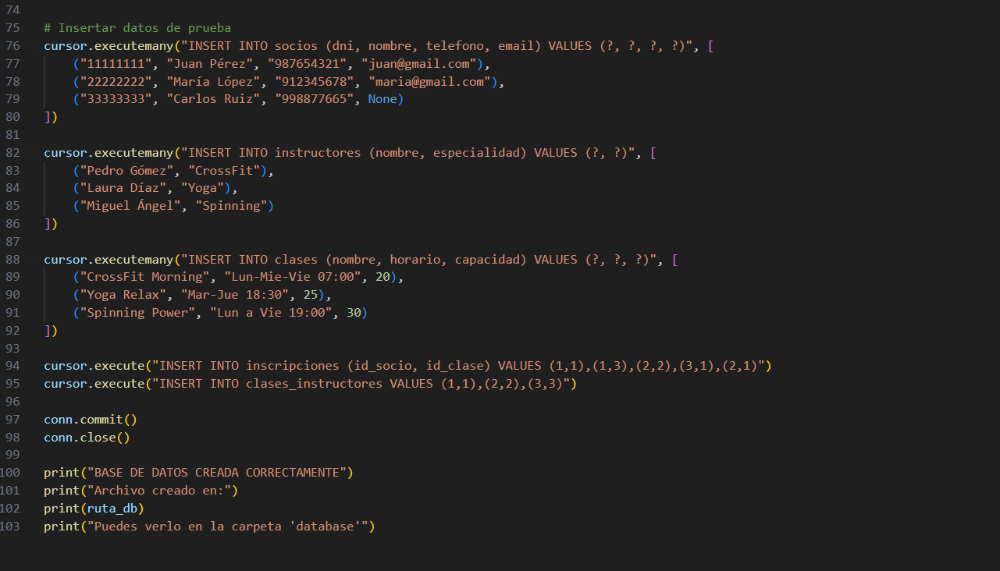 74
75 # Insertar datos de prueba
76 cursor.executemany("INSERT INTO socios (dni, nombre, telefono, email) VALUES (?, ?, ?, ?)", [
77     ("11111111", "Juan Pérez", "987654321", "juan@gmail.com"),
78     ("22222222", "María López", "912345678", "maria@gmail.com"),
79     ("33333333", "Carlos Ruiz", "998877665", None)
80 ])
81
82 cursor.executemany("INSERT INTO instructores (nombre, especialidad) VALUES (?, ?)", [
83     ("Pedro Gómez", "CrossFit"),
84     ("Laura Díaz", "Yoga"),
85     ("Miguel Ángel", "Spinning")
86 ])
87
88 cursor.executemany("INSERT INTO clases (nombre, horario, capacidad) VALUES (?, ?, ?)", [
89     ("CrossFit Morning", "Lun-Mie-Vie 07:00", 20),
90     ("Yoga Relax", "Mar-Jue 18:30", 25),
91     ("Spinning Power", "Lun a Vie 19:00", 30)
92 ])
93
94 cursor.execute("INSERT INTO inscripciones (id_socio, id_clase) VALUES (1,1),(1,3),(2,2),(3,1),(2,1)")
95 cursor.execute("INSERT INTO clases_instructores VALUES (1,1),(2,2),(3,3)")
96
97 conn.commit()
98 conn.close()
99
100 print("BASE DE DATOS CREADA CORRECTAMENTE")
101 print("Archivo creado en:")
102 print(ruta_db)
103 print("Puedes verlo en la carpeta 'database'")